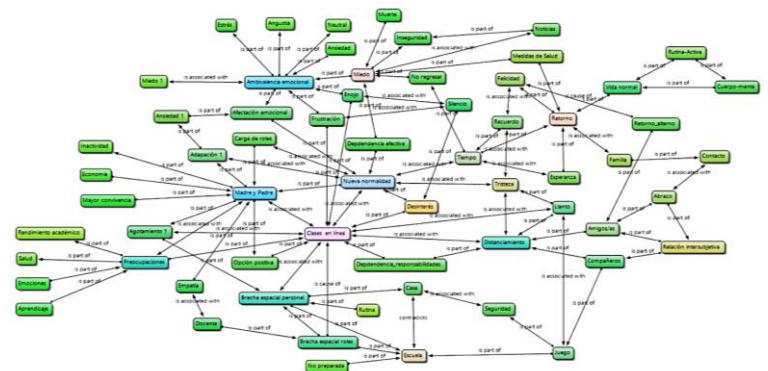 Muerte
Estrés
Angustia
Neutral
Inseguridad
Noticias
Ansiedad
Medidas de Salud
Rutina-Activa
Miedo 1
Ambivalencia emocional
Miedo
No regresar
Felicidad
Vida normal
Cuerpo-mente
Enojo
Silencio
Retorno
Retorno_alterno
Ansiedad 1
Afectación emocional
Frustración
Recuerdo
Carga de roles
Dependencia afectiva
Inactividad
Adapación 1
Tiempo
Esperanza
Familia
Contacto
Economía
Mayor convivencia
Madre y Padre
Nueva normalidad
Tristeza
Abrazo
Desinterés
Llanto
Rendimiento académico
Agotamiento 1
Clases en línea
Distanciamiento
Amigos/as
Relación intersubjetiva
Salud
Preocupaciones
Opción positiva
Depdendencia_responsabilidades
Compañeros
Emociones
Empatía
Aprendizaje
Brecha espacial personal
Casa
Seguridad
Rutina
Docente
Brecha espacial roles
Escuela
Juego
No preparada
is part of
is associated with
is cause of
contradicts